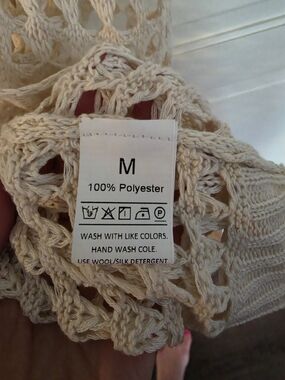 M
100% Polyester
WASH WITH LIKE COLORS.
HAND WASH COLE.
USE WOOL/SILK DETERGENT